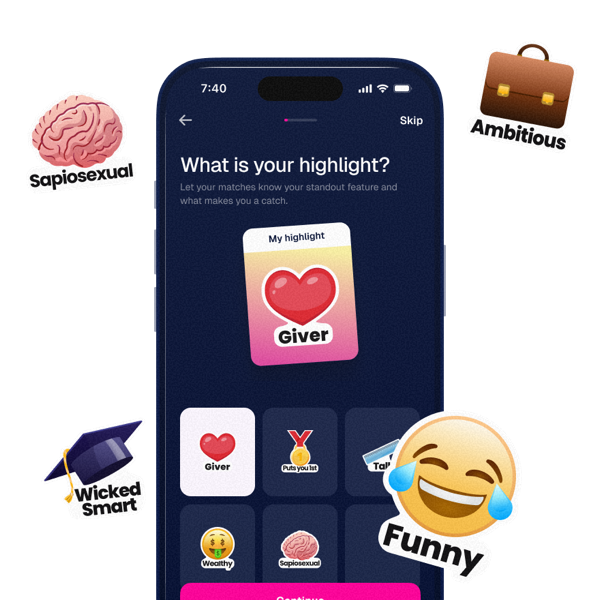 7:40
Skip
What is your highlight?
Let your matches know your standout feature and
what makes you a catch.
My highlight
Giver
Giver
Puts you 1st
Wealthy
Sapiosexual
Continue
Sapiosexual
Ambitious
Wicked
Smart
Funny